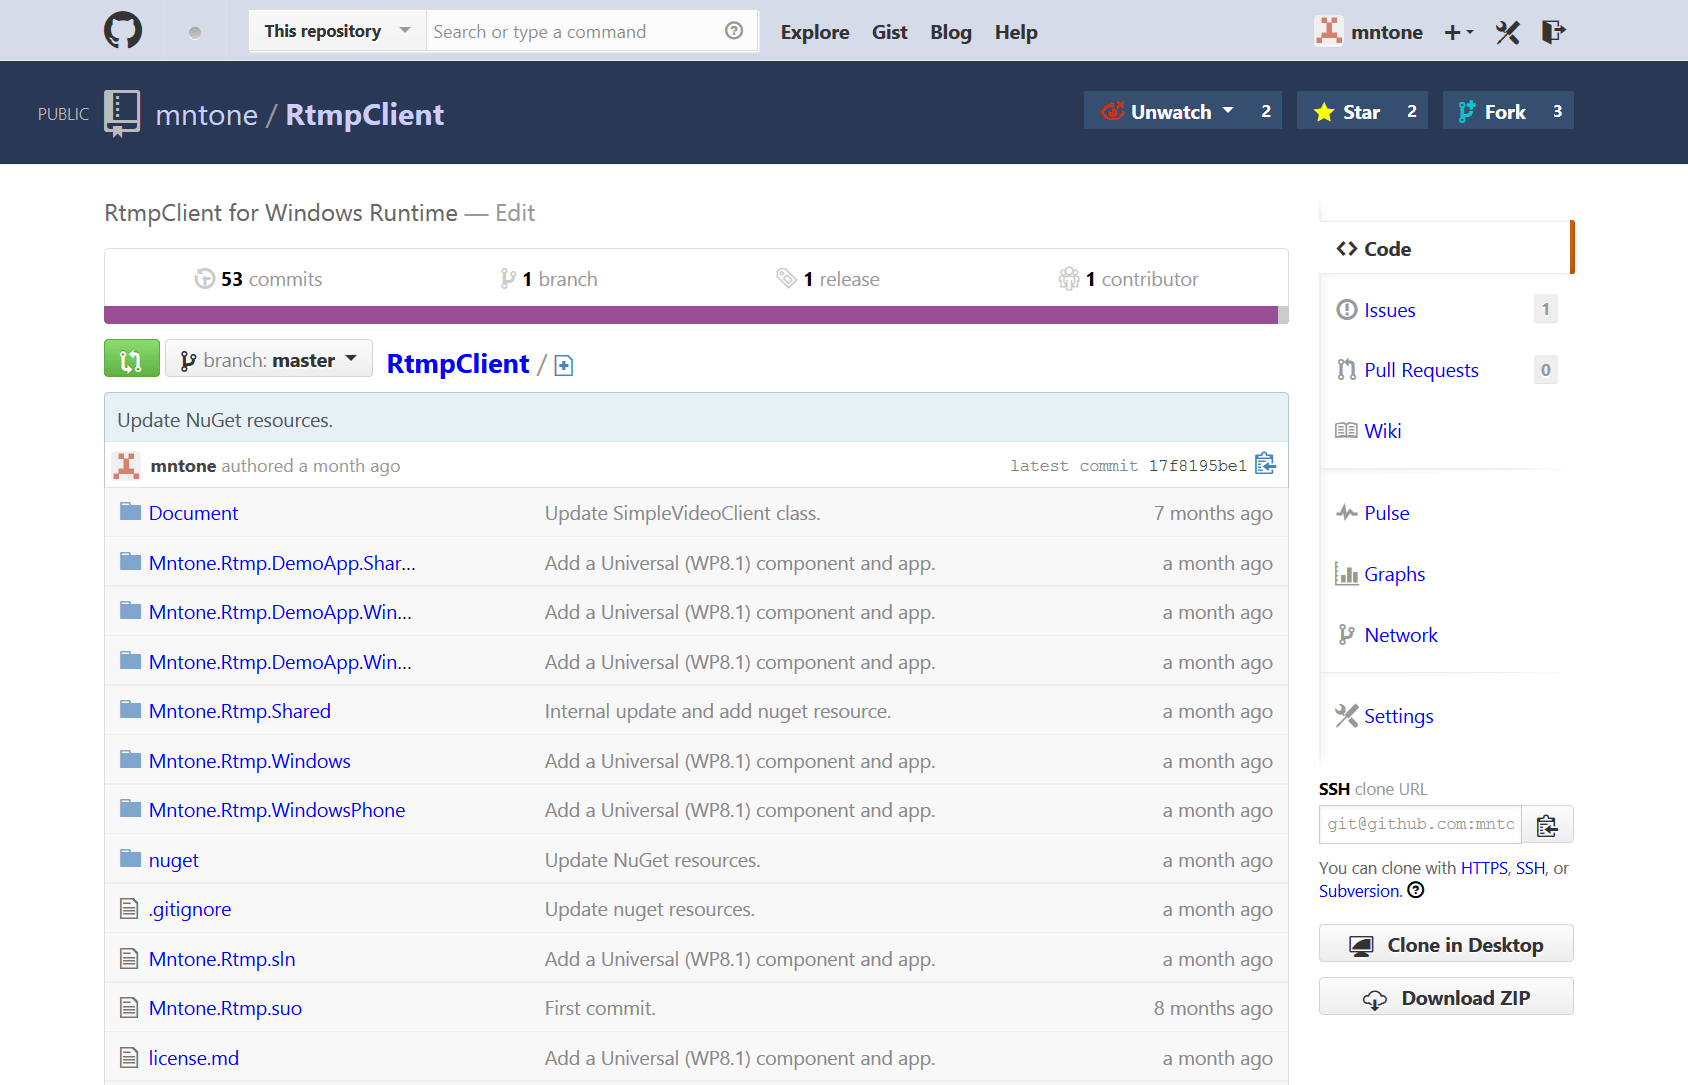 This repository Search or type a command Explore Gist Blog Help mntone
PUBLIC mntone / RtmpClient Unwatch 2 Star 2 Fork 3
RtmpClient for Windows Runtime — Edit
53 commits 1 branch 1 release 1 contributor
branch: master RtmpClient /
Update NuGet resources.
mntone authored a month ago latest commit 17f8195be1
Document Update SimpleVideoClient class. 7 months ago
Mntone.Rtmp.DemoApp.Shar... Add a Universal (WP8.1) component and app. a month ago
Mntone.Rtmp.DemoApp.Win... Add a Universal (WP8.1) component and app. a month ago
Mntone.Rtmp.DemoApp.Win... Add a Universal (WP8.1) component and app. a month ago
Mntone.Rtmp.Shared Internal update and add nuget resource. a month ago
Mntone.Rtmp.Windows Add a Universal (WP8.1) component and app. a month ago
Mntone.Rtmp.WindowsPhone Add a Universal (WP8.1) component and app. a month ago
nuget Update NuGet resources. a month ago
.gitignore Update nuget resources. a month ago
Mntone.Rtmp.sln Add a Universal (WP8.1) component and app. a month ago
Mntone.Rtmp.suo First commit. 8 months ago
license.md Add a Universal (WP8.1) component and app. a month ago
Code
Issues 1
Pull Requests 0
Wiki
Pulse
Graphs
Network
Settings
SSH clone URL
git@github.com:mntc
You can clone with HTTPS, SSH, or
Subversion.
Clone in Desktop
Download ZIP